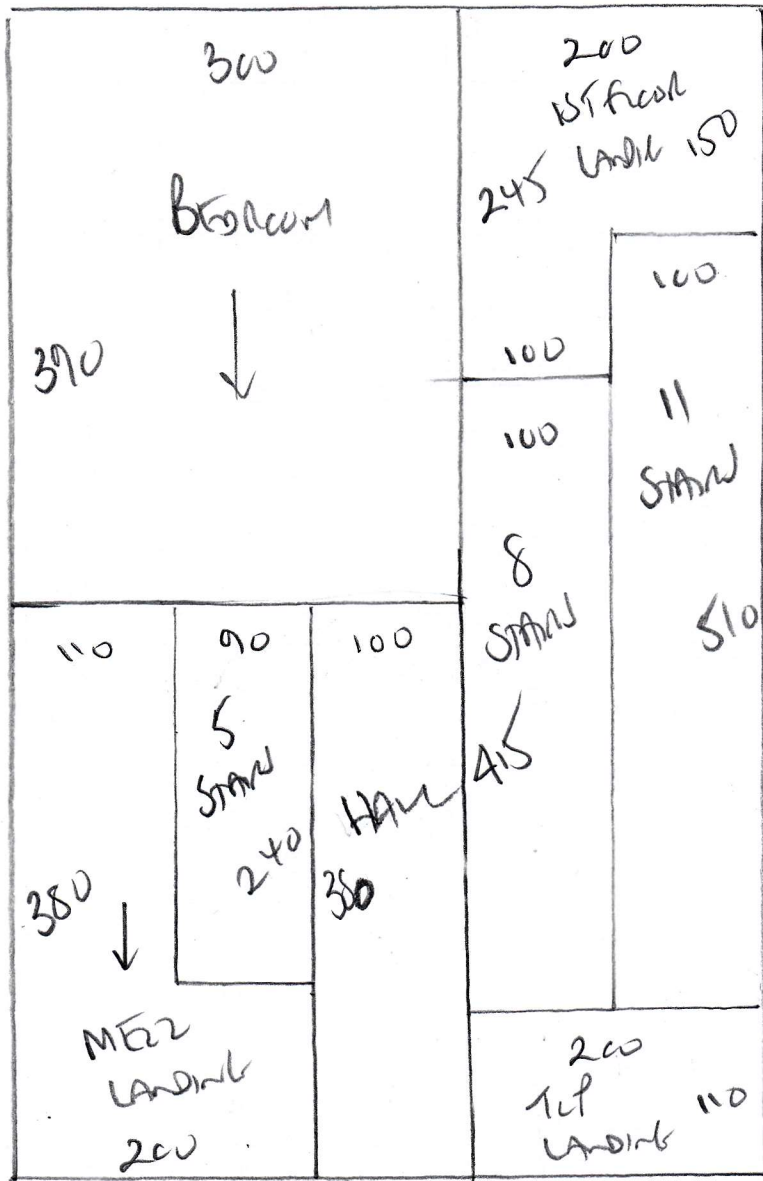 300
BEDROOM
390
200
1ST FLOOR
LANDING 150
245
100
100
11
STAIRS
510
100
8
STAIRS
415
110
380
MEZZ
LANDING
200
90
5
STAIRS
240
100
HALL
380
200
TOP
LANDING
110